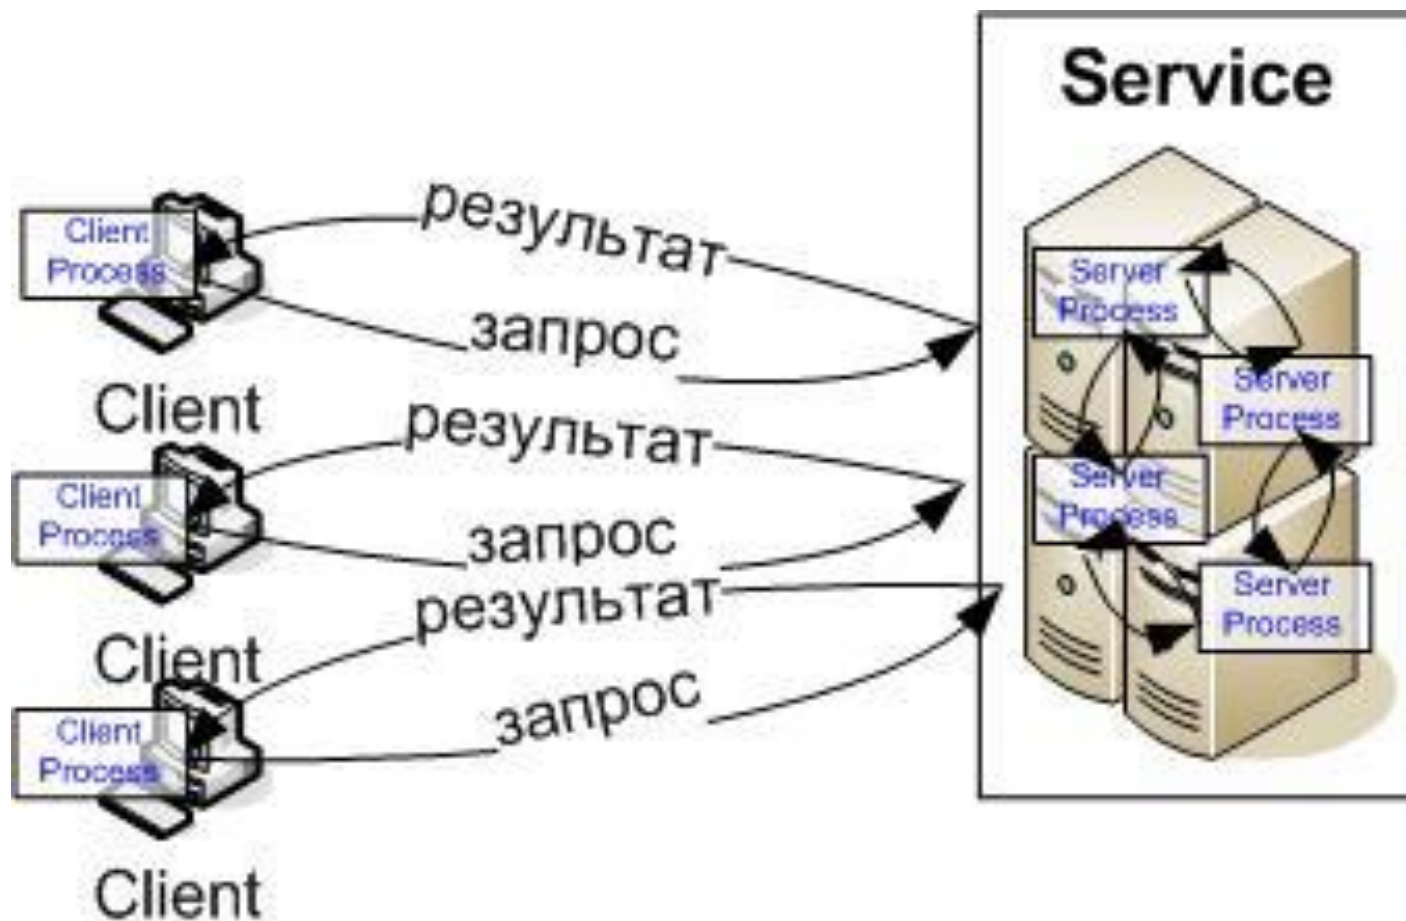 Service
результат
Client
Process
запрос
Client
результат
Client
Process
запрос
Client
результат
Client
Process
запрос
Client
Server
Process
Server
Process
Server
Process
Server
Process